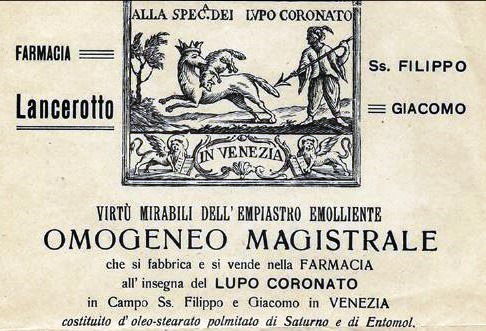 ALLA SPEC.A DEI LUPO CORONATO
FARMACIA
Lancerotto
Ss. FILIPPO
GIACOMO
IN VENEZIA
VIRTÙ MIRABILI DELL'EMPIASTRO EMOLLIENTE
OMOGENEO MAGISTRALE
che si fabbrica e si vende nella FARMACIA
all'insegna del LUPO CORONATO
in Campo Ss. Filippo e Giacomo in VENEZIA
costituito d'oleo-stearato polmitato di Saturno e di Entomol.